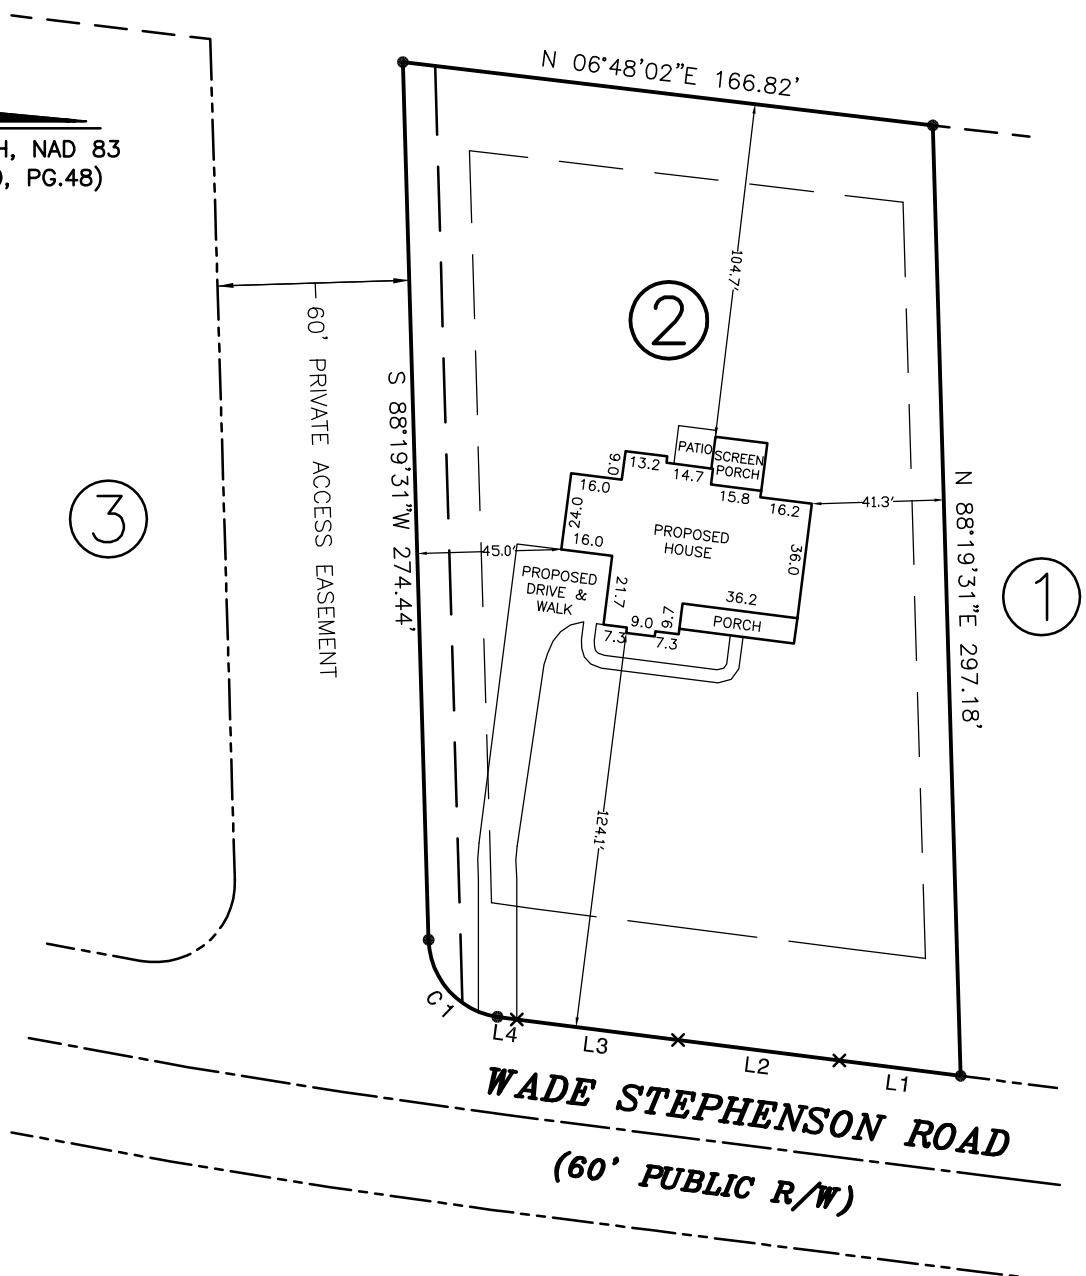 N 06°48'02"E 166.82'
H, NAD 83
, PG.48)
104.7'
2
60' PRIVATE ACCESS EASEMENT
S 88°19'31"W 274.44'
3
PATIO
SCREEN
PORCH
9.0
13.2
14.7
16.0
15.8
16.2
41.3'
N 88°19'31"E 297.18'
24.0
PROPOSED
HOUSE
16.0
45.0'
36.0
1
PROPOSED
DRIVE &
WALK
21.7
36.2
9.7
PORCH
9.0
7.3
7.3
124.1'
C1
L4
L3
L2
L1
WADE STEPHENSON ROAD
(60' PUBLIC R/W)